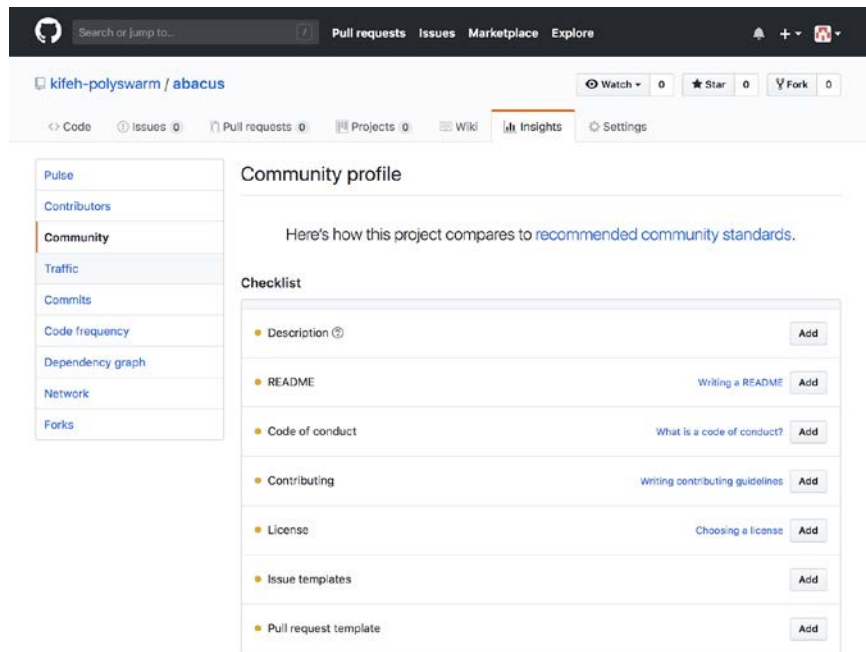 Search or jump to... /
Pull requests Issues Marketplace Explore
kifeh-polyswarm / abacus
Watch 0 Star 0 Fork 0
Code Issues 0 Pull requests 0 Projects 0 Wiki Insights Settings
Pulse
Contributors
Community
Traffic
Commits
Code frequency
Dependency graph
Network
Forks
Community profile
Here's how this project compares to recommended community standards.
Checklist
Description ? Add
README Writing a README Add
Code of conduct What is a code of conduct? Add
Contributing Writing contributing guidelines Add
License Choosing a license Add
Issue templates Add
Pull request template Add